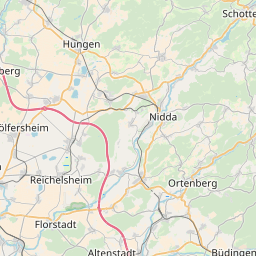 Schotte
Hungen
berg
Nidda
ölfersheim
Reichelsheim
Ortenberg
Florstadt
Altenstadt
Büdingen